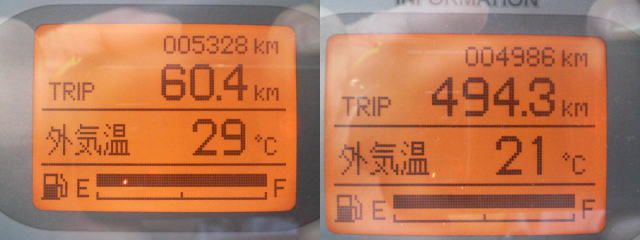 005328 km
TRIP 60.4 km
外気温 29 °C
E F
INFORMATION
004986 km
TRIP 494.3 km
外気温 21 °C
E F